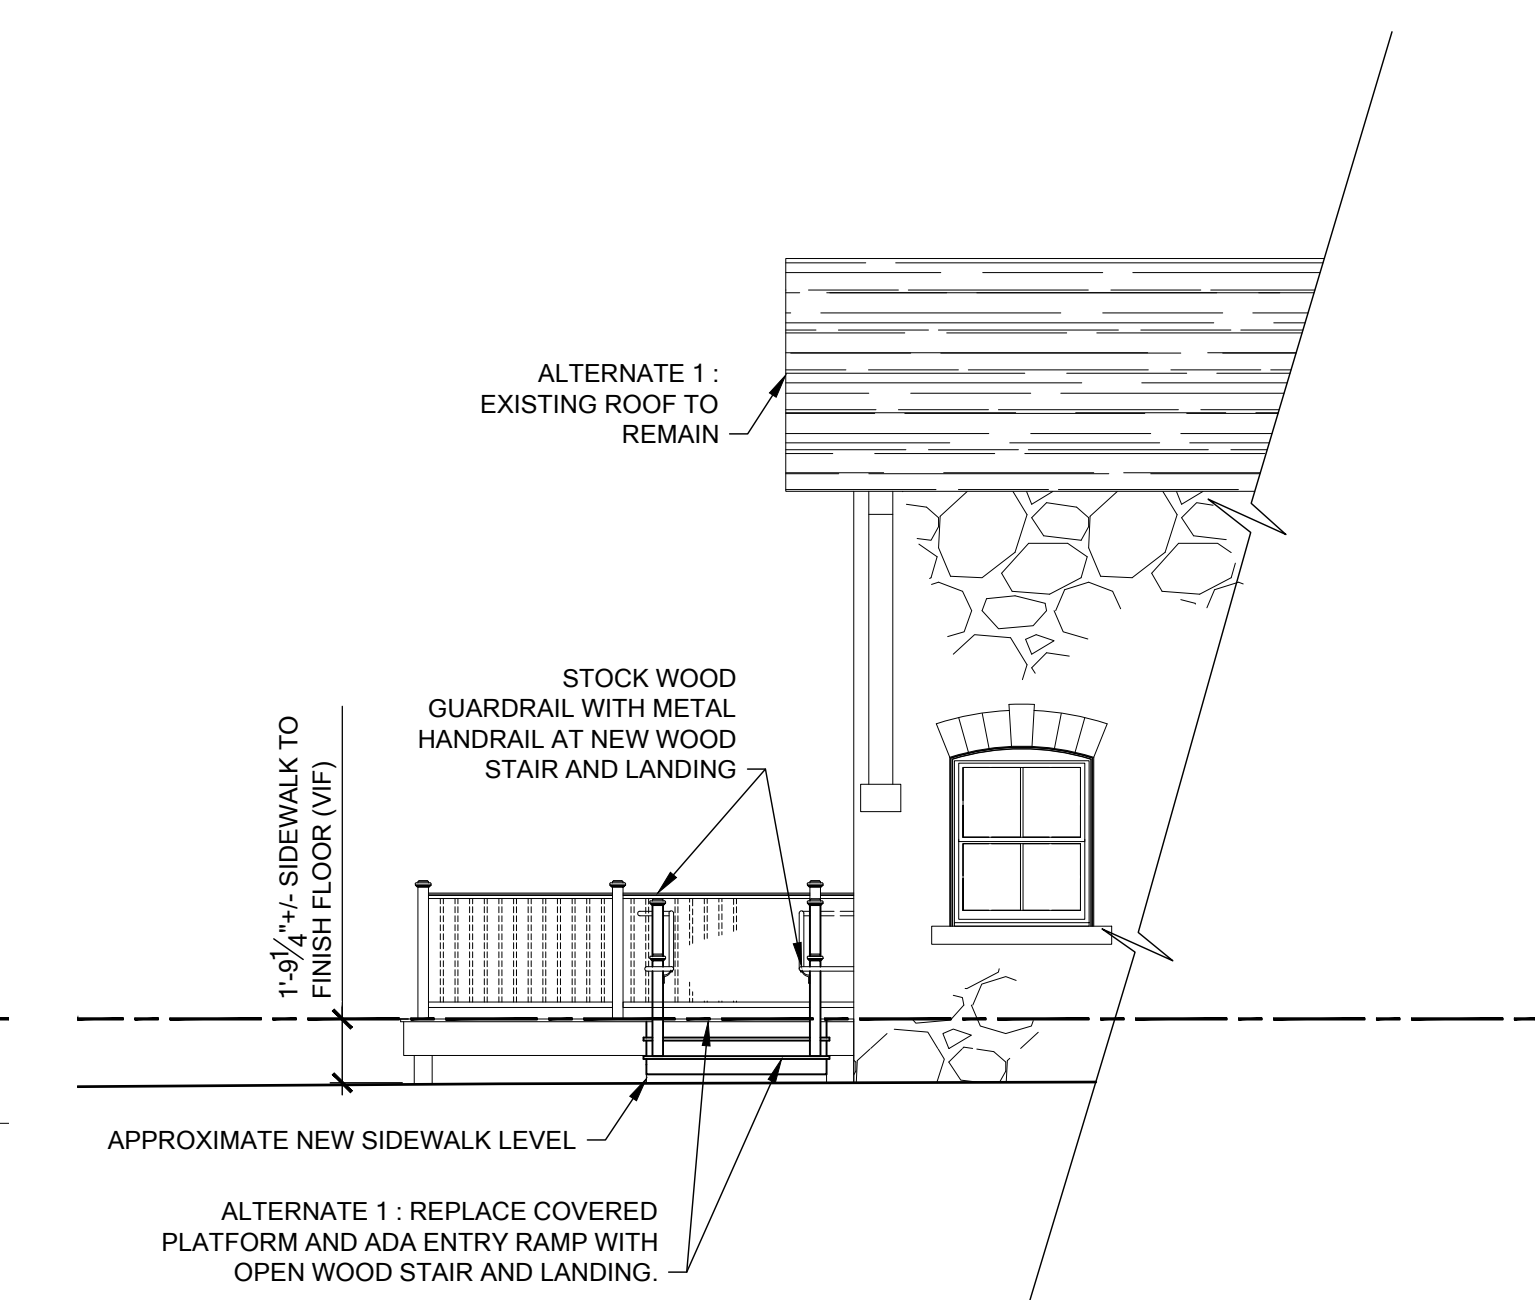 ALTERNATE 1 :
EXISTING ROOF TO
REMAIN
STOCK WOOD
GUARDRAIL WITH METAL
HANDRAIL AT NEW WOOD
STAIR AND LANDING
1'-9 1/4"+/- SIDEWALK TO
FINISH FLOOR (VIF)
APPROXIMATE NEW SIDEWALK LEVEL
ALTERNATE 1 : REPLACE COVERED
PLATFORM AND ADA ENTRY RAMP WITH
OPEN WOOD STAIR AND LANDING.